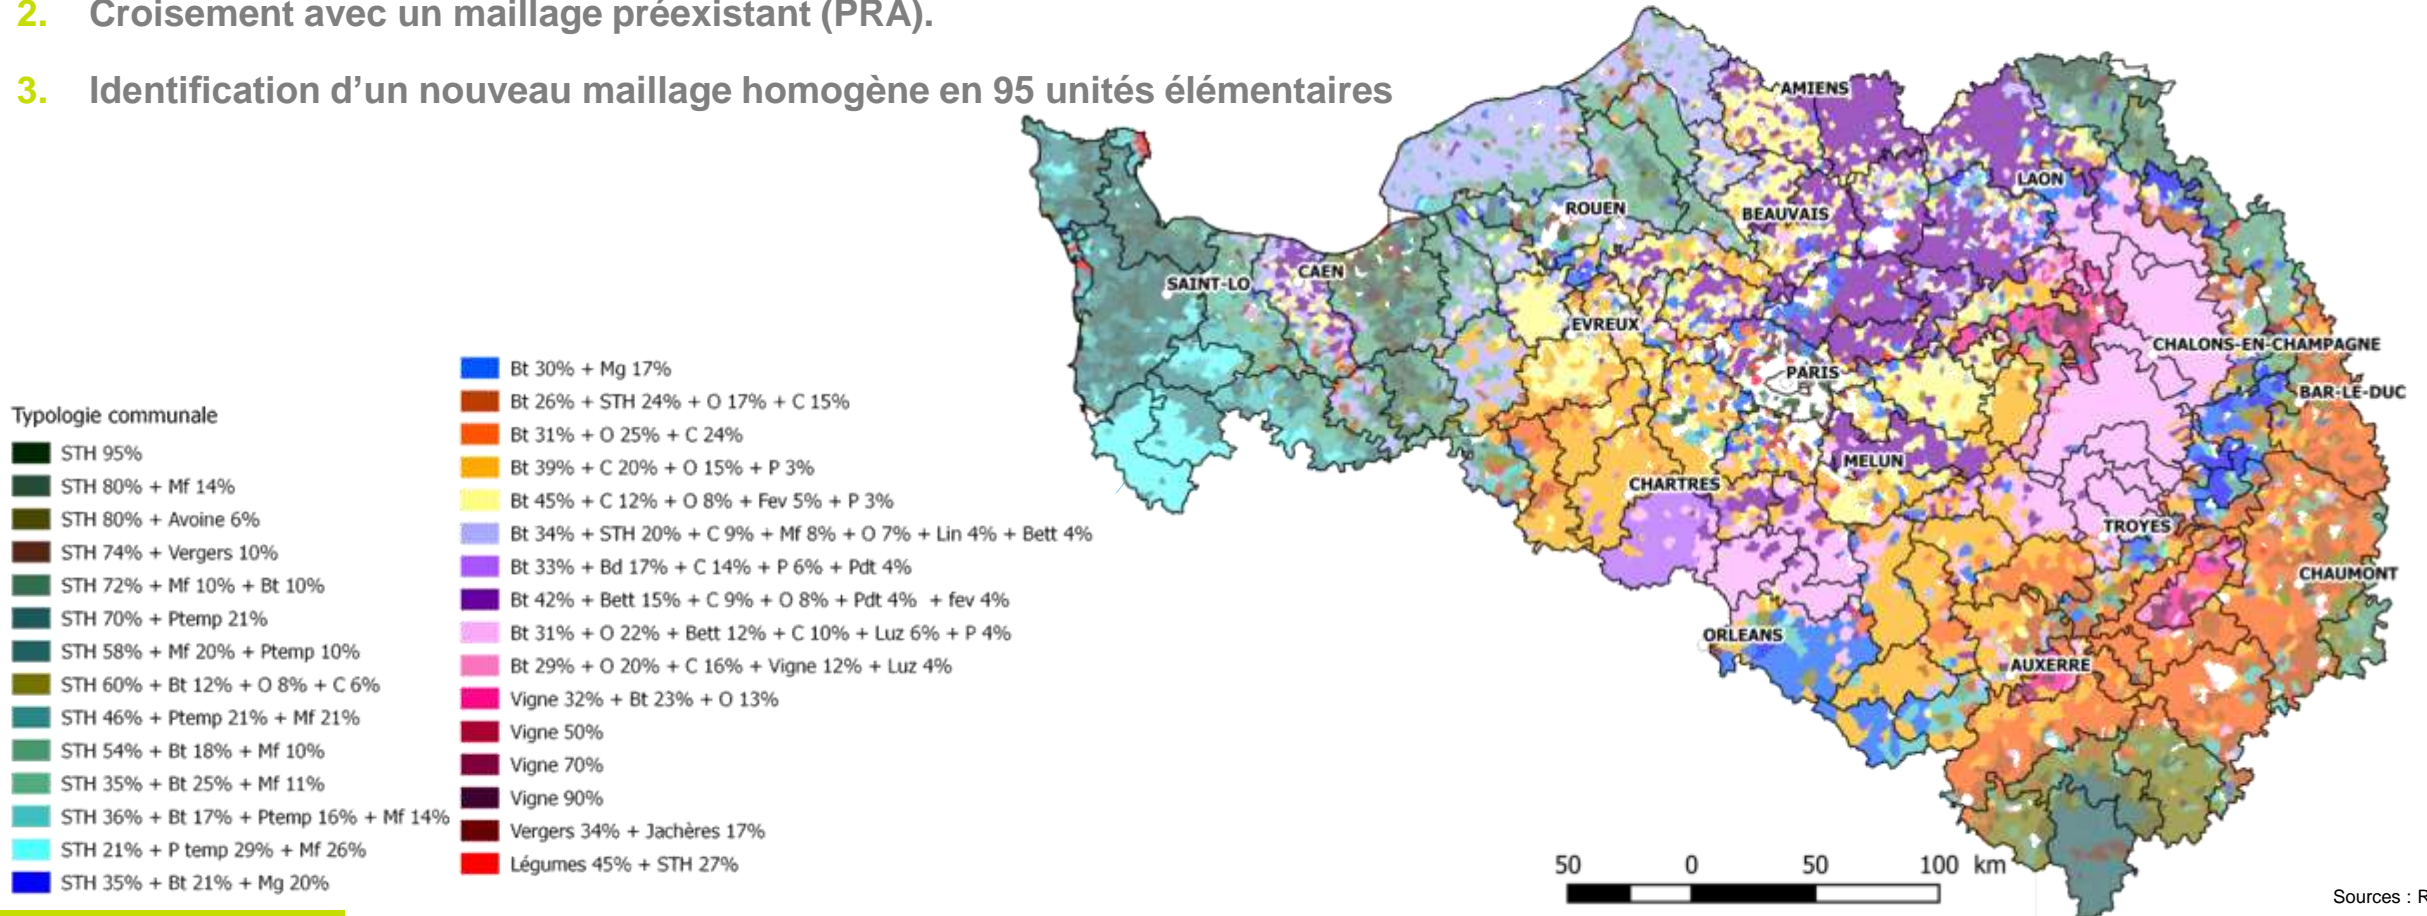 2. Croisement avec un maillage préexistant (PRA).
3. Identification d’un nouveau maillage homogène en 95 unités élémentaires
Typologie communale
STH 95%
STH 80% + Mf 14%
STH 80% + Avoine 6%
STH 74% + Vergers 10%
STH 72% + Mf 10% + Bt 10%
STH 70% + Ptemp 21%
STH 58% + Mf 20% + Ptemp 10%
STH 60% + Bt 12% + O 8% + C 6%
STH 46% + Ptemp 21% + Mf 21%
STH 54% + Bt 18% + Mf 10%
STH 35% + Bt 25% + Mf 11%
STH 36% + Bt 17% + Ptemp 16% + Mf 14%
STH 21% + P temp 29% + Mf 26%
STH 35% + Bt 21% + Mg 20%
Bt 30% + Mg 17%
Bt 26% + STH 24% + O 17% + C 15%
Bt 31% + O 25% + C 24%
Bt 39% + C 20% + O 15% + P 3%
Bt 45% + C 12% + O 8% + Fev 5% + P 3%
Bt 34% + STH 20% + C 9% + Mf 8% + O 7% + Lin 4% + Bett 4%
Bt 33% + Bd 17% + C 14% + P 6% + Pdt 4%
Bt 42% + Bett 15% + C 9% + O 8% + Pdt 4% + fev 4%
Bt 31% + O 22% + Bett 12% + C 10% + Luz 6% + P 4%
Bt 29% + O 20% + C 16% + Vigne 12% + Luz 4%
Vigne 32% + Bt 23% + O 13%
Vigne 50%
Vigne 70%
Vigne 90%
Vergers 34% + Jachères 17%
Légumes 45% + STH 27%
AMIENS
LAON
ROUEN
BEAUVAIS
CAEN
SAINT-LO
EVREUX
CHALONS-EN-CHAMPAGNE
PARIS
BAR-LE-DUC
MELUN
CHARTRES
TROYES
CHAUMONT
ORLEANS
AUXERRE
50 0 50 100 km
Sources : R